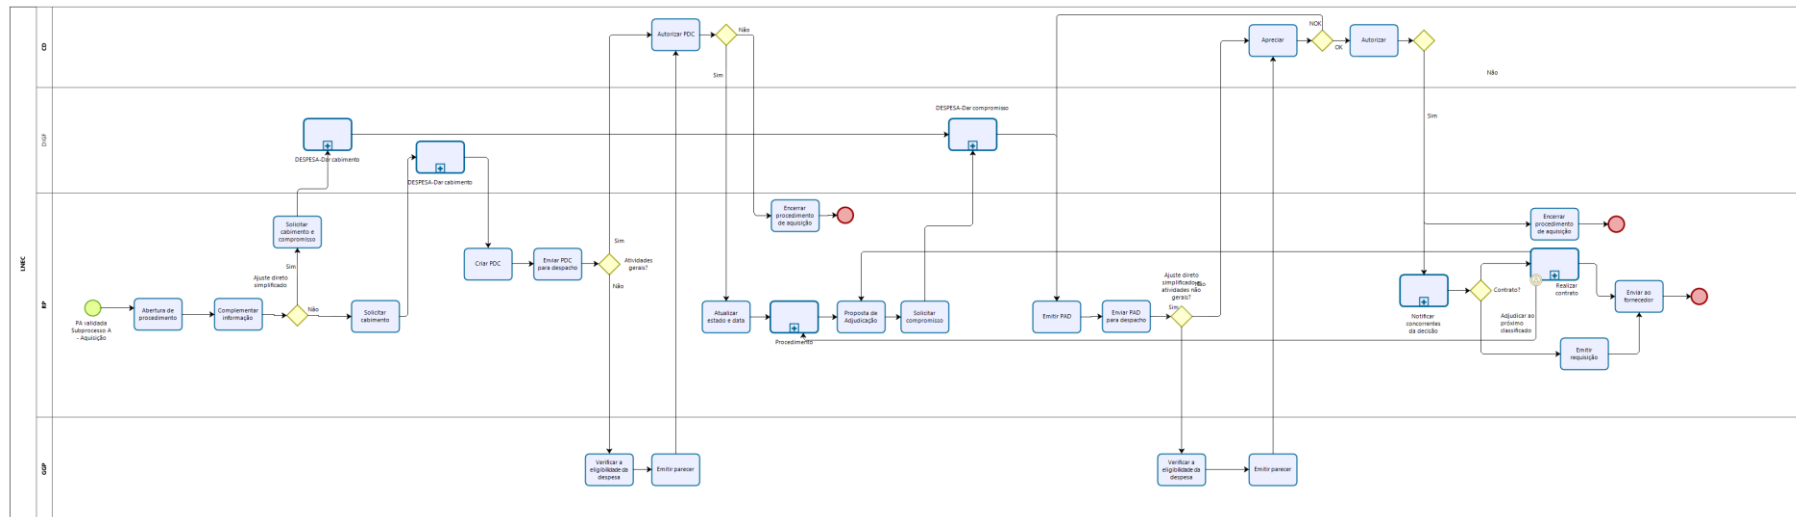 LNEC
CD
Autorizar PDC
Não
Sim
NOK
Apreciar
OK
Autorizar
Não
Sim
DESPESA-Dar cabimento
DESPESA-Dar cabimento
DESPESA-Dar compromisso
Solicitar
cabimento e
compromisso
Sim
Ajuste direto
simplificado
Não
PA validada
Subprocesso A
- Aquisição
Abertura de
procedimento
Complementar
informação
Solicitar
cabimento
Criar PDC
Enviar PDC
para despacho
Sim
Atividades
gerais?
Não
Encerrar
procedimento
de aquisição
Atualizar
estado e data
Procedimento
Proposta de
Adjudicação
Solicitar
compromisso
Emitir PAD
Enviar PAD
para despacho
Ajuste direto
simplificado e
atividades não
gerais?
Não
Sim
Encerrar
procedimento
de aquisição
Notificar
concorrentes
da decisão
Contrato?
Realizar
contrato
Adjudicar ao
próximo
classificado
Emitir
requisição
Enviar ao
fornecedor
Verificar a
eligibilidade da
despesa
Emitir parecer
Verificar a
eligibilidade da
despesa
Emitir parecer